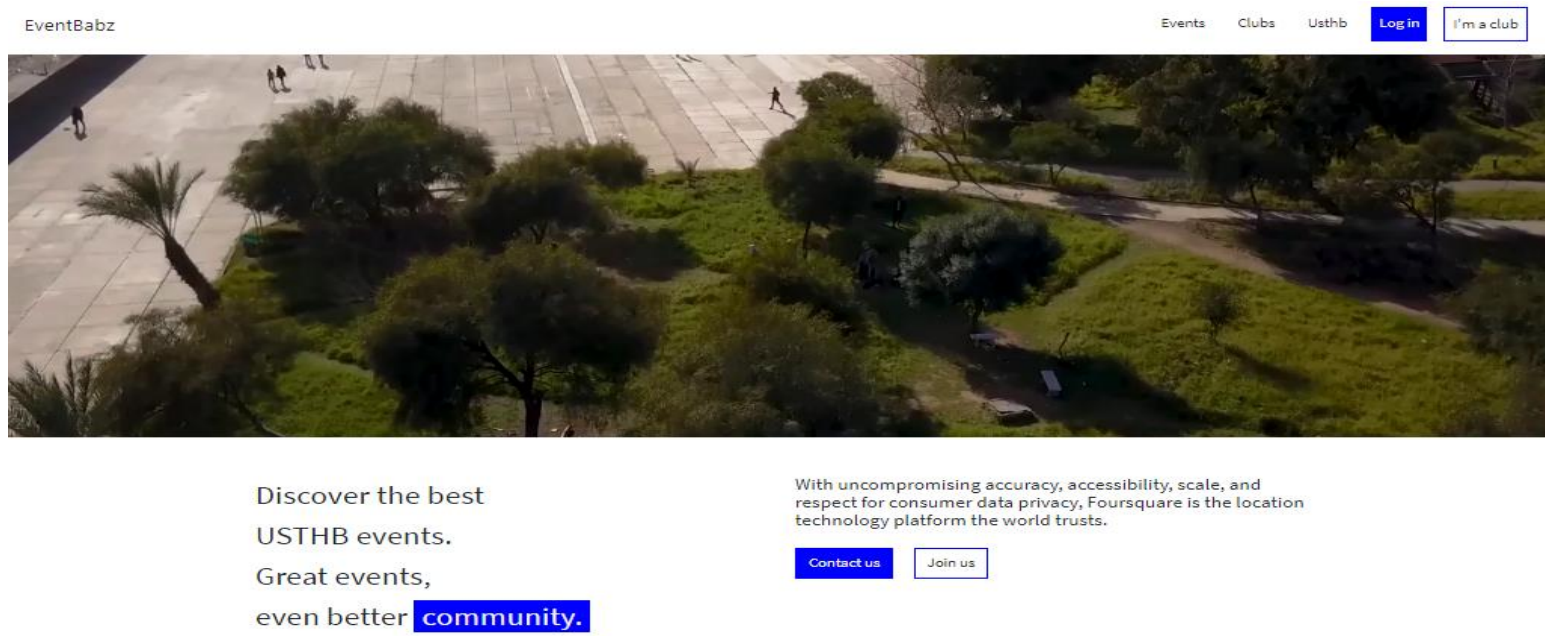 EventBabz
Events Clubs Usthb Log in I'm a club
Discover the best
USTHB events.
Great events,
even better community.
With uncompromising accuracy, accessibility, scale, and
respect for consumer data privacy, Foursquare is the location
technology platform the world trusts.
Contact us Join us